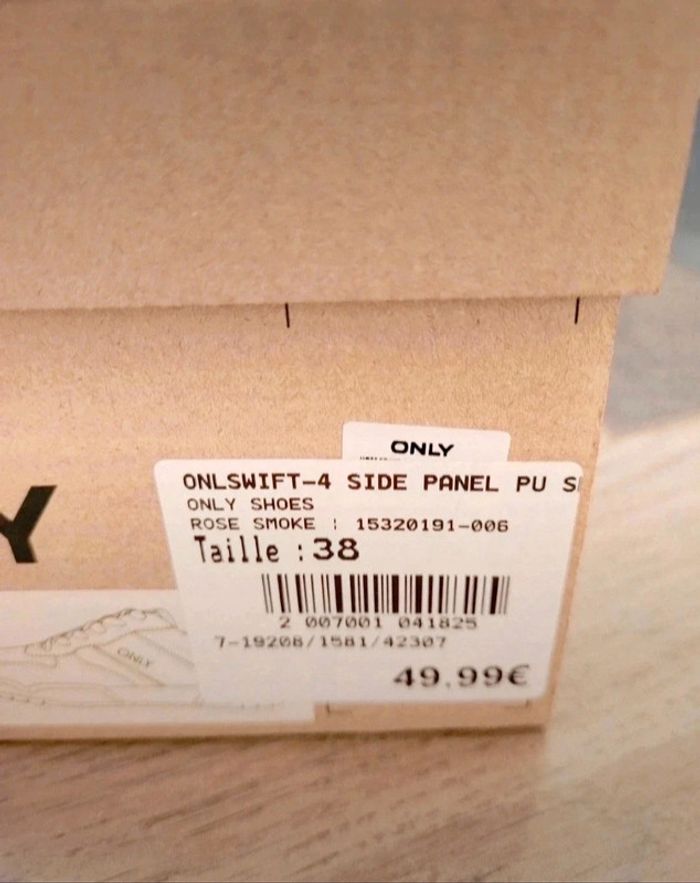 ONLY
ONLSWIFT-4 SIDE PANEL PU S
ONLY SHOES
ROSE SMOKE : 15320191-006
Taille :38
2 007001 041825
7-19208/1581/42307
49.99€
Y
ONLY